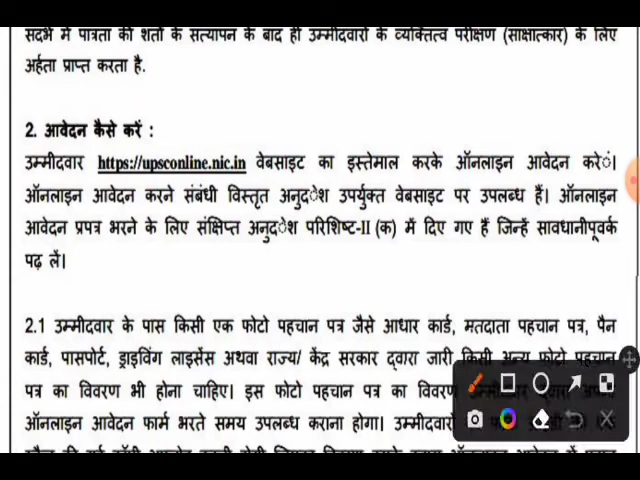 संदर्भ में पात्रता की शर्तों के सत्यापन के बाद ही उम्मीदवारों के व्यक्तित्व परीक्षण (साक्षात्कार) के लिए
अर्हता प्राप्त करता है.
2. आवेदन कैसे करें :
उम्मीदवार https://upsconline.nic.in वेबसाइट का इस्तेमाल करके ऑनलाइन आवेदन करे◌ं।
ऑनलाइन आवेदन करने संबंधी विस्तृत अनुद◌ेश उपर्युक्त वेबसाइट पर उपलब्ध हैं। ऑनलाइन
आवेदन प्रपत्र भरने के लिए संक्षिप्त अनुद◌ेश परिशिष्ट-II (क) में दिए गए हैं जिन्हें सावधानीपूवर्क
पढ़ लें।
2.1 उम्मीदवार के पास किसी एक फोटो पहचान पत्र जैसे आधार कार्ड, मतदाता पहचान पत्र, पैन
कार्ड, पासपोर्ट, ड्राइविंग लाइसेंस अथवा राज्य/ केंद्र सरकार द्वारा जारी किसी अन्य फोटो पहचान
पत्र का विवरण भी होना चाहिए। इस फोटो पहचान पत्र का विवरण
ऑनलाइन आवेदन फार्म भरते समय उपलब्ध कराना होगा। उम्मीदवारों